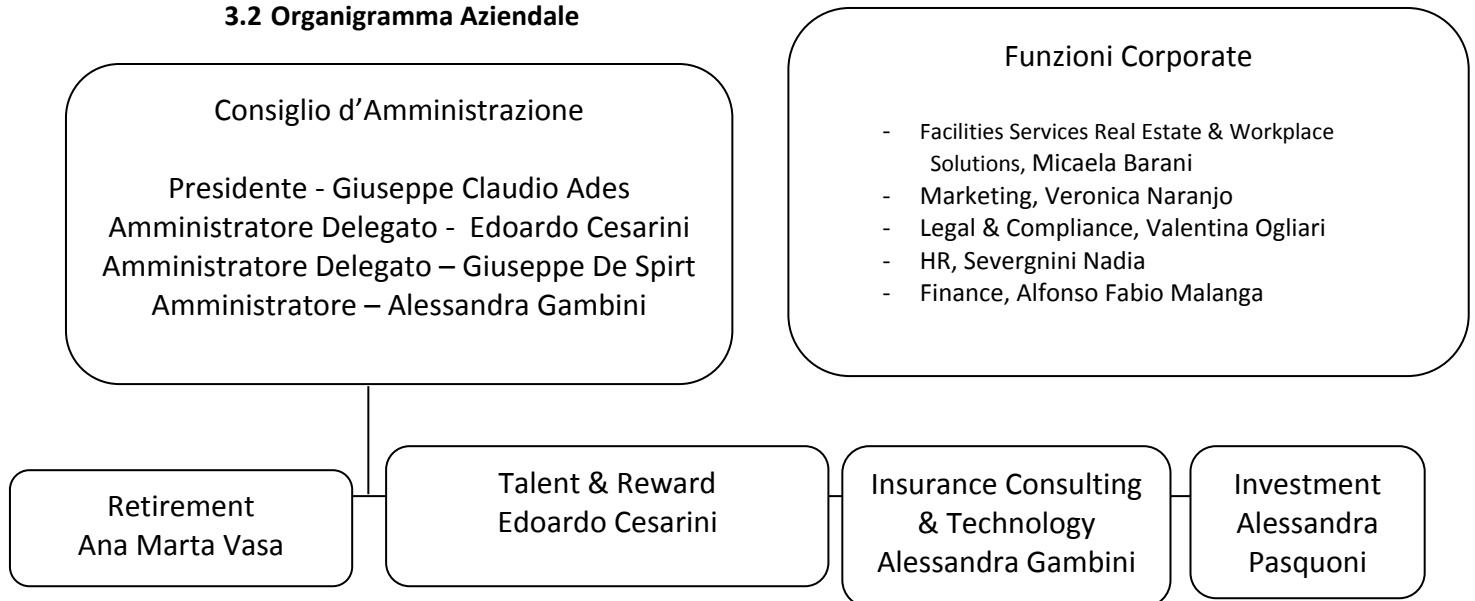 3.2 Organigramma Aziendale
Consiglio d’Amministrazione
Presidente - Giuseppe Claudio Ades
Amministratore Delegato - Edoardo Cesarini
Amministratore Delegato – Giuseppe De Spirt
Amministratore – Alessandra Gambini
Funzioni Corporate
- Facilities Services Real Estate & Workplace
Solutions, Micaela Barani
- Marketing, Veronica Naranjo
- Legal & Compliance, Valentina Ogliari
- HR, Severgnini Nadia
- Finance, Alfonso Fabio Malanga
Retirement
Ana Marta Vasa
Talent & Reward
Edoardo Cesarini
Insurance Consulting
& Technology
Alessandra Gambini
Investment
Alessandra
Pasquoni